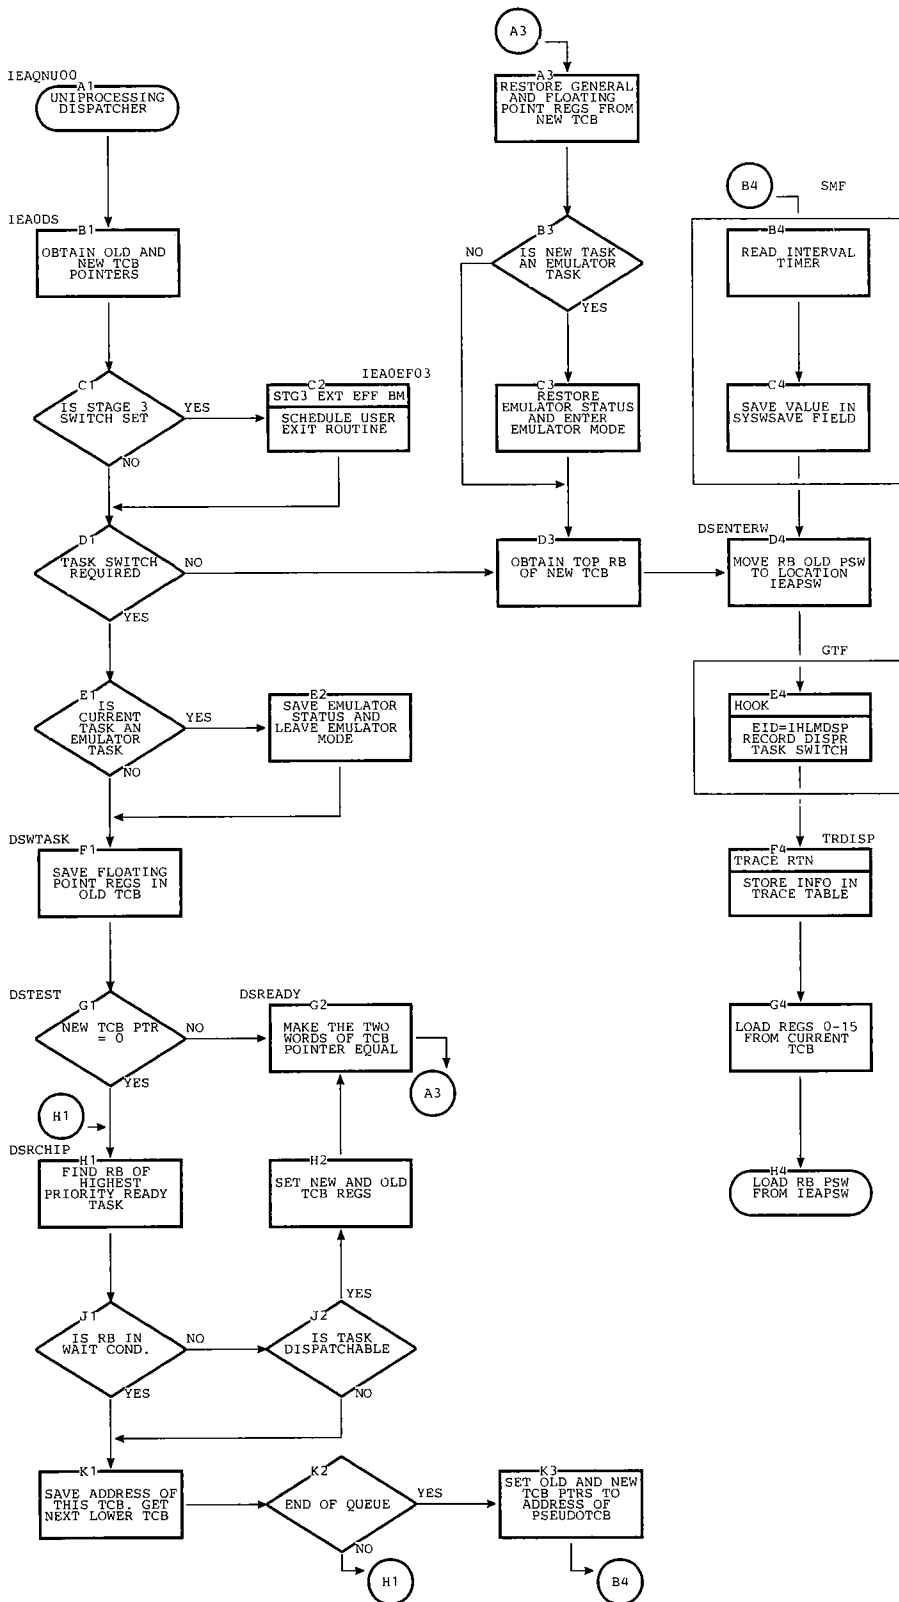 IEAQNU00
A1
UNIPROCESSING
DISPATCHER
IEA0DS
B1
OBTAIN OLD AND
NEW TCB
POINTERS
C1
IS STAGE 3
SWITCH SET
YES
NO
IEA0EF03
C2
STG3 EXT EFF BM
SCHEDULE USER
EXIT ROUTINE
D1
TASK SWITCH
REQUIRED
NO
YES
E1
IS
CURRENT
TASK AN
EMULATOR
TASK
YES
NO
E2
SAVE EMULATOR
STATUS AND
LEAVE EMULATOR
MODE
DSWTASK
F1
SAVE FLOATING
POINT REGS IN
OLD TCB
DSTEST
G1
NEW TCB PTR
= 0
NO
YES
DSREADY
G2
MAKE THE TWO
WORDS OF TCB
POINTER EQUAL
A3
H1
DSRCHIP
H1
FIND RB OF
HIGHEST
PRIORITY READY
TASK
H2
SET NEW AND OLD
TCB REGS
J1
IS RB IN
WAIT COND.
NO
YES
YES
J2
IS TASK
DISPATCHABLE
NO
K1
SAVE ADDRESS OF
THIS TCB. GET
NEXT LOWER TCB
K2
END OF QUEUE
YES
NO
H1
K3
SET OLD AND NEW
TCB PTRS TO
ADDRESS OF
PSEUDOTCB
B4
A3
A3
RESTORE GENERAL
AND FLOATING
POINT REGS FROM
NEW TCB
B3
IS NEW TASK
AN EMULATOR
TASK
NO
YES
C3
RESTORE
EMULATOR STATUS
AND ENTER
EMULATOR MODE
D3
OBTAIN TOP RB
OF NEW TCB
B4
SMF
B4
READ INTERVAL
TIMER
C4
SAVE VALUE IN
SYSWSAVE FIELD
DSENTERW
D4
MOVE RB OLD PSW
TO LOCATION
IEAPSW
GTF
E4
HOOK
EID=IHLMDSP
RECORD DISPR
TASK SWITCH
TRDISP
F4
TRACE RTN
STORE INFO IN
TRACE TABLE
G4
LOAD REGS 0-15
FROM CURRENT
TCB
H4
LOAD RB PSW
FROM IEAPSW